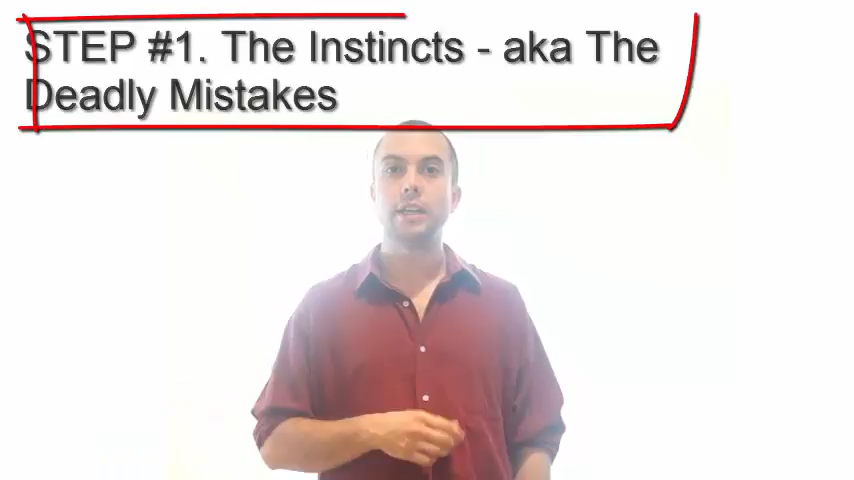 STEP #1. The Instincts - aka The
Deadly Mistakes